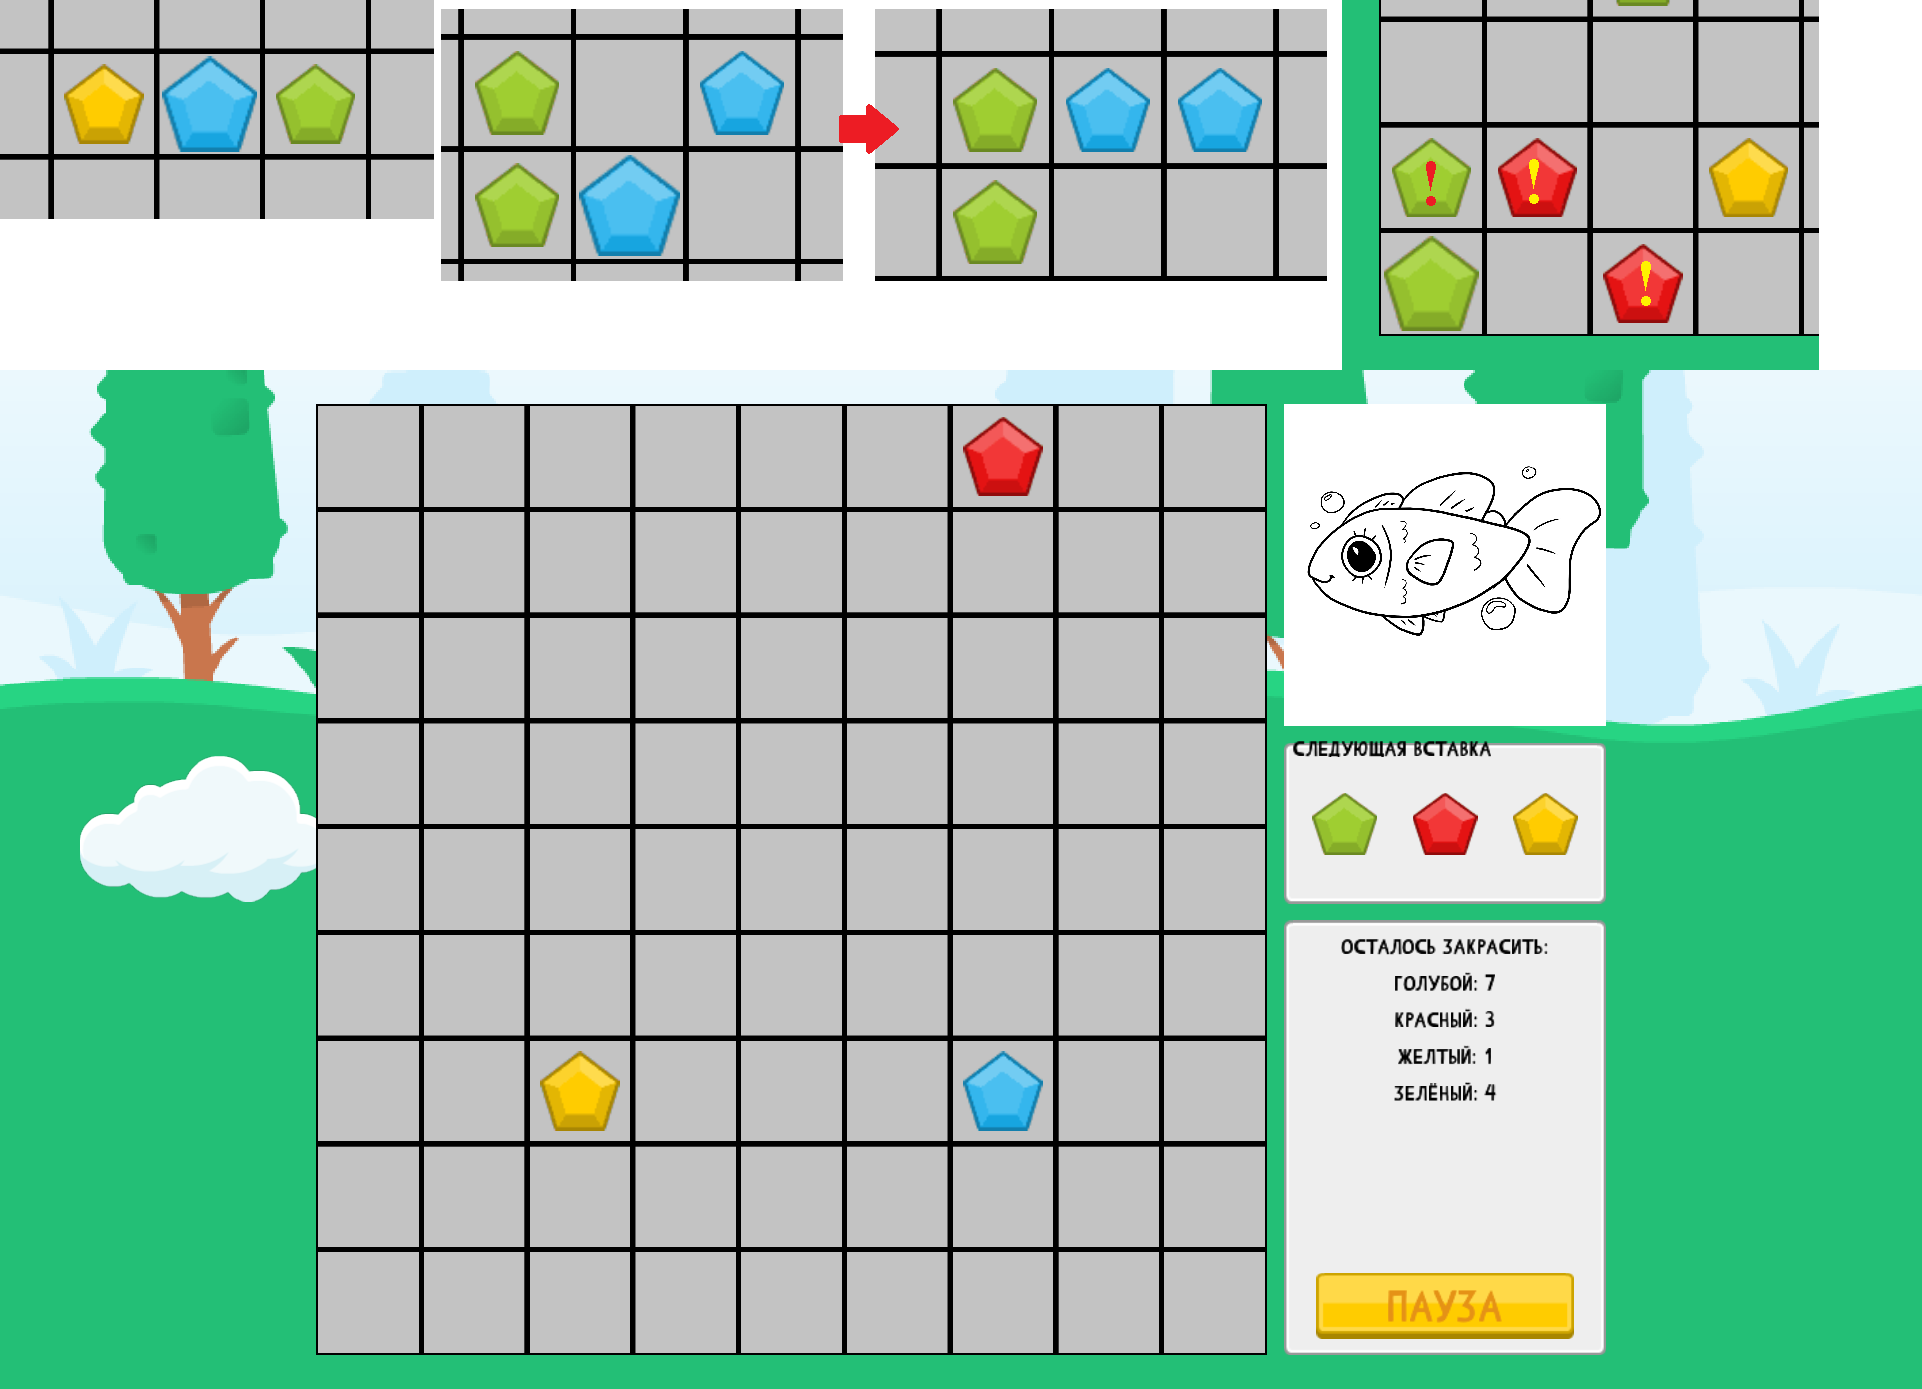 !
!
!
СЛЕДУЮЩАЯ ВСТАВКА
ОСТАЛОСЬ ЗАКРАСИТЬ:
ГОЛУБОЙ: 7
КРАСНЫЙ: 3
ЖЕЛТЫЙ: 1
ЗЕЛЁНЫЙ: 4
ПАУЗА